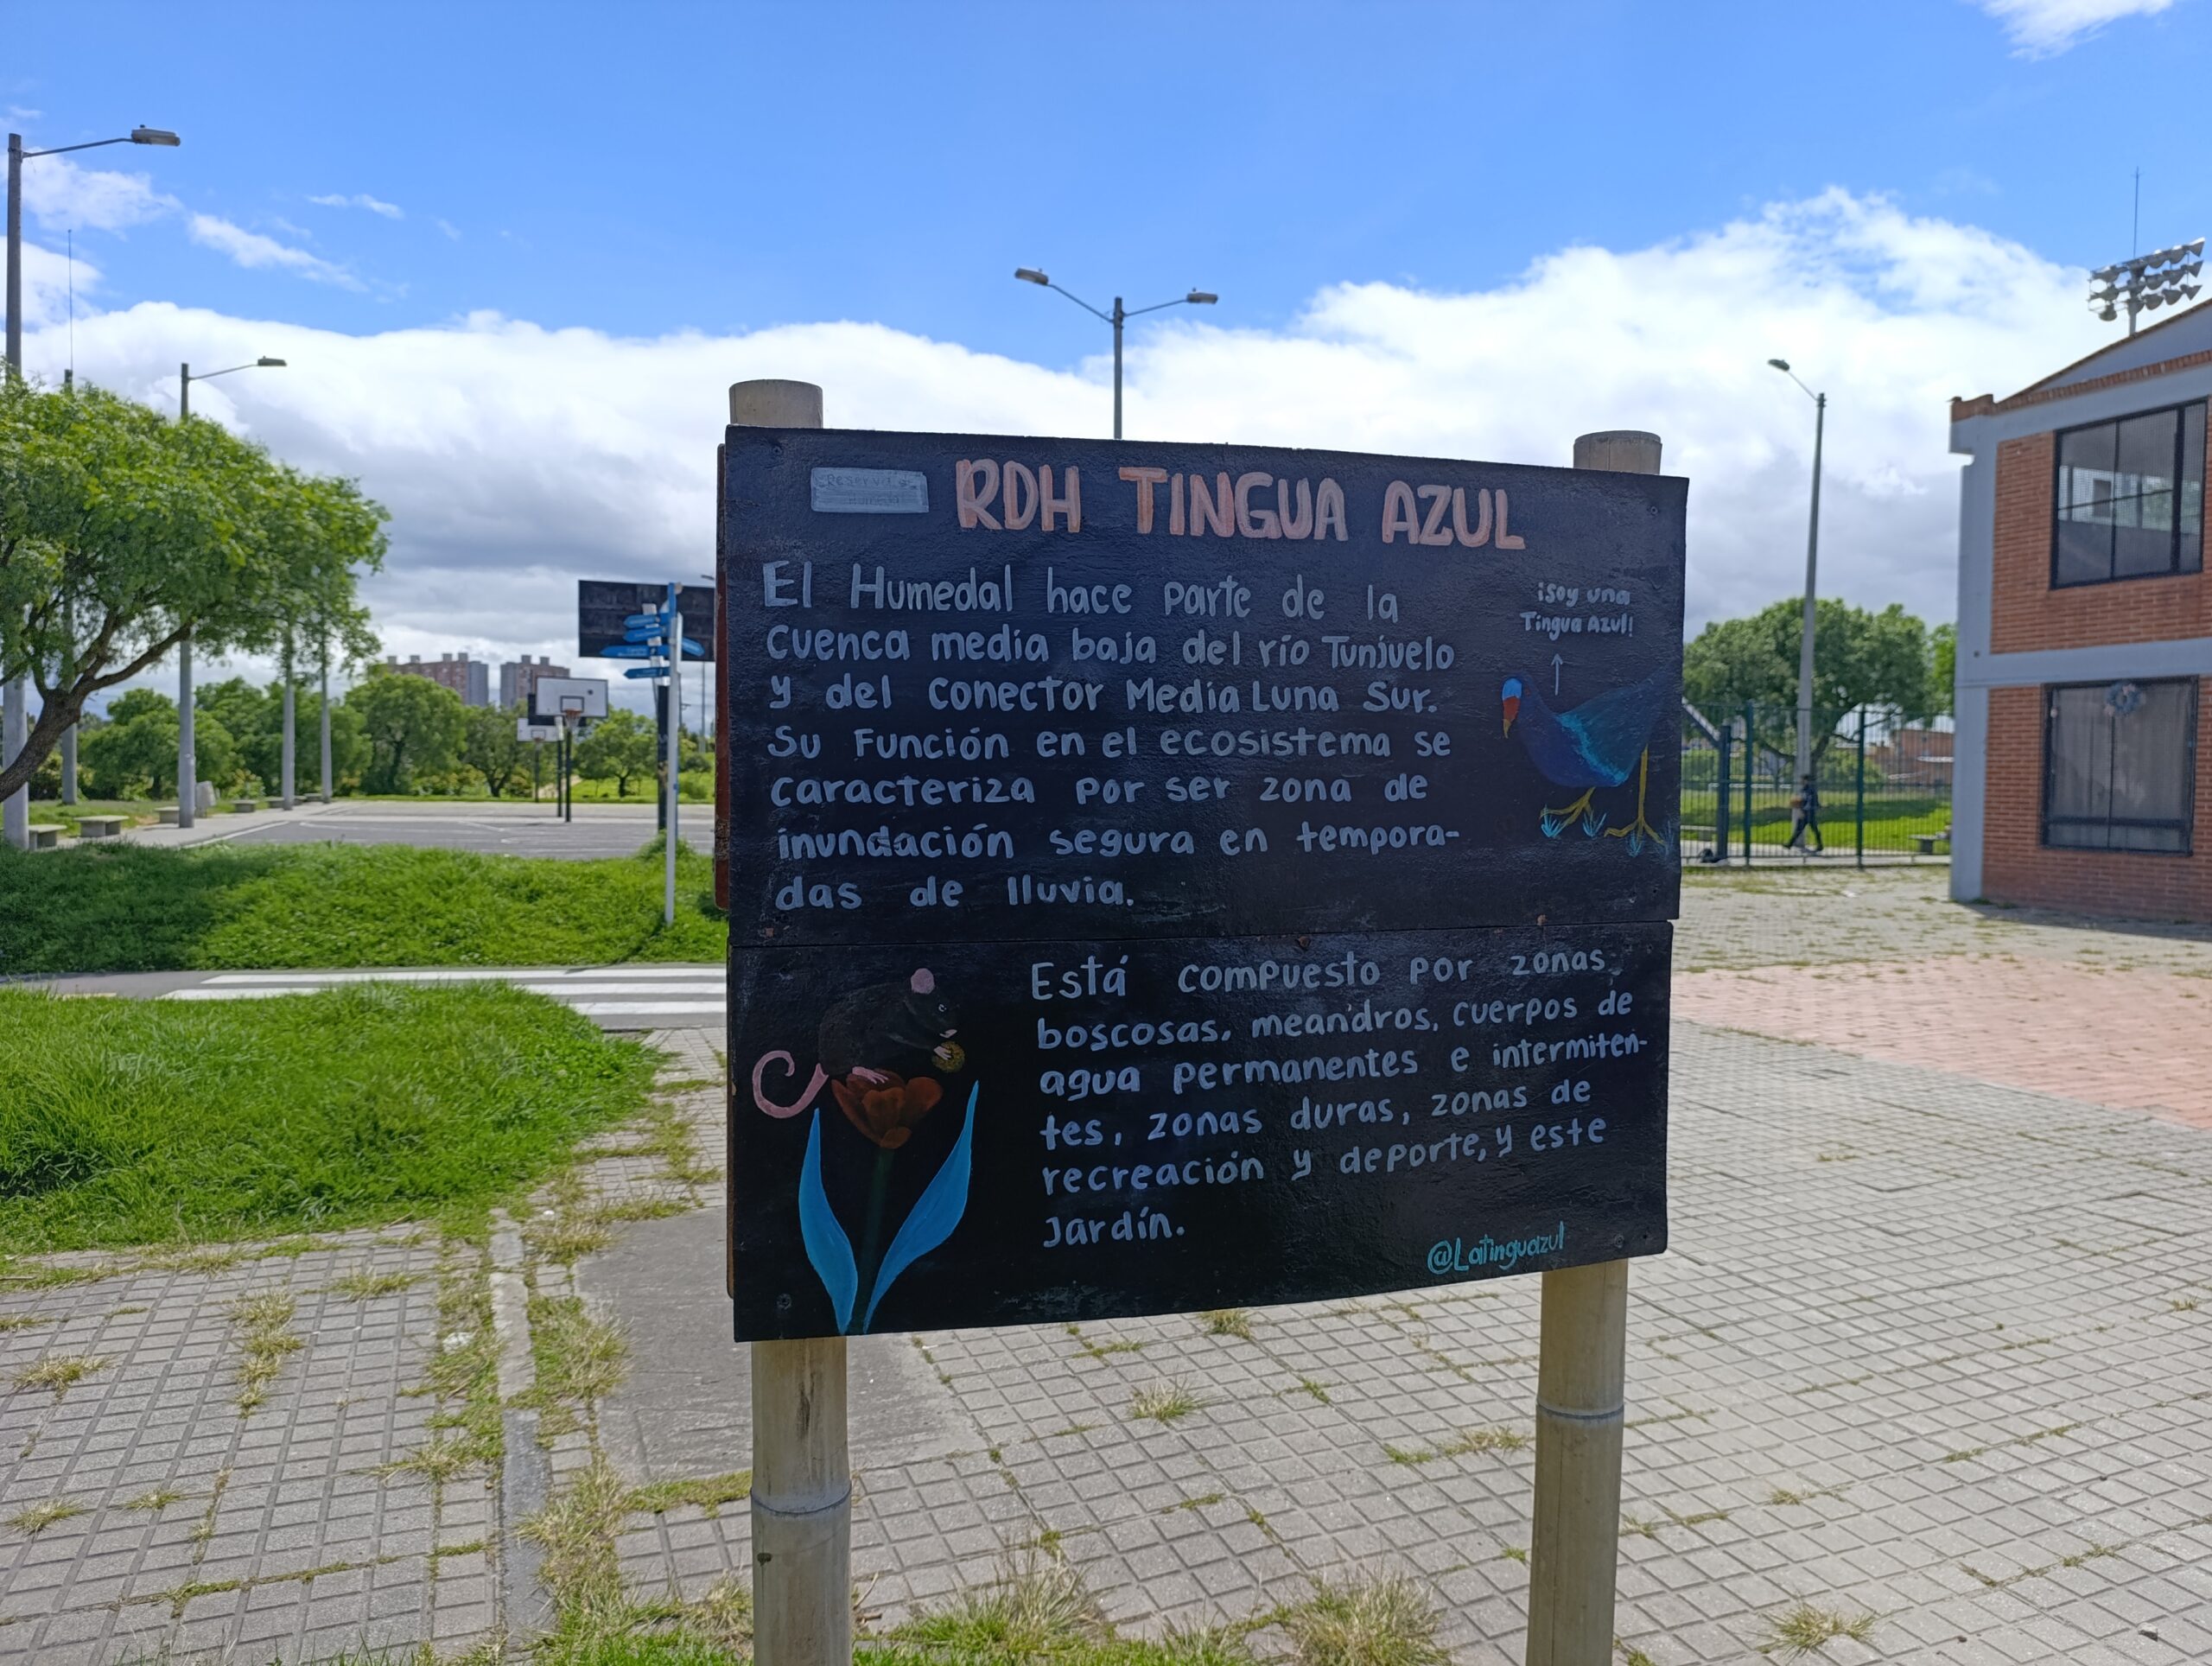 RDH TINGUA AZUL
El Humedal hace parte de la
cuenca media baja del río Tunjuelo
y del conector Media Luna Sur.
Su Función en el ecosistema se
caracteriza por ser zona de
inundación segura en tempora-
das de lluvia.
¡Soy una
Tingua Azul!
Está compuesto por zonas
boscosas, meandros, cuerpos de
agua permanentes e intermiten-
tes, zonas duras, zonas de
recreación y deporte, y este
Jardín.
@Latinguazul